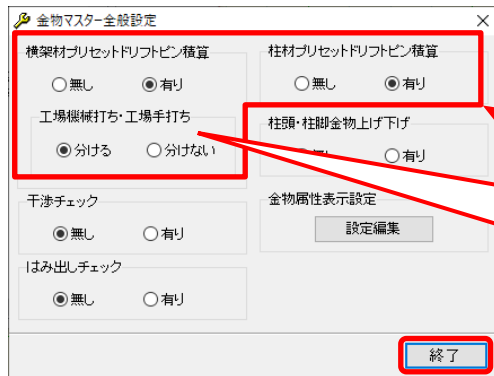 金物マスター全般設定
横架材プリセットドリフトピン積算
無し 有り
工場機械打ち・工場手打ち
分ける 分けない
干渉チェック
無し 有り
はみ出しチェック
無し 有り
柱材プリセットドリフトピン積算
無し 有り
柱頭・柱脚金物上げ下げ
有り
金物属性表示設定
設定編集
終了